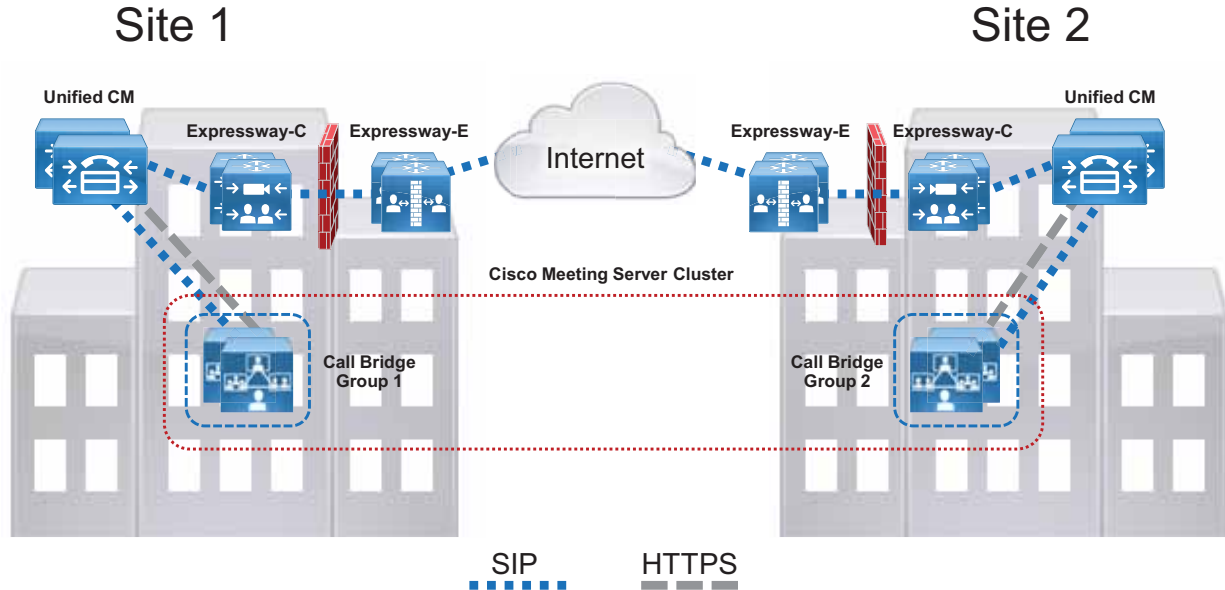 Site 1
Site 2
Unified CM
Expressway-C
Expressway-E
Internet
Expressway-E
Expressway-C
Unified CM
Cisco Meeting Server Cluster
Call Bridge
Group 1
Call Bridge
Group 2
SIP
HTTPS